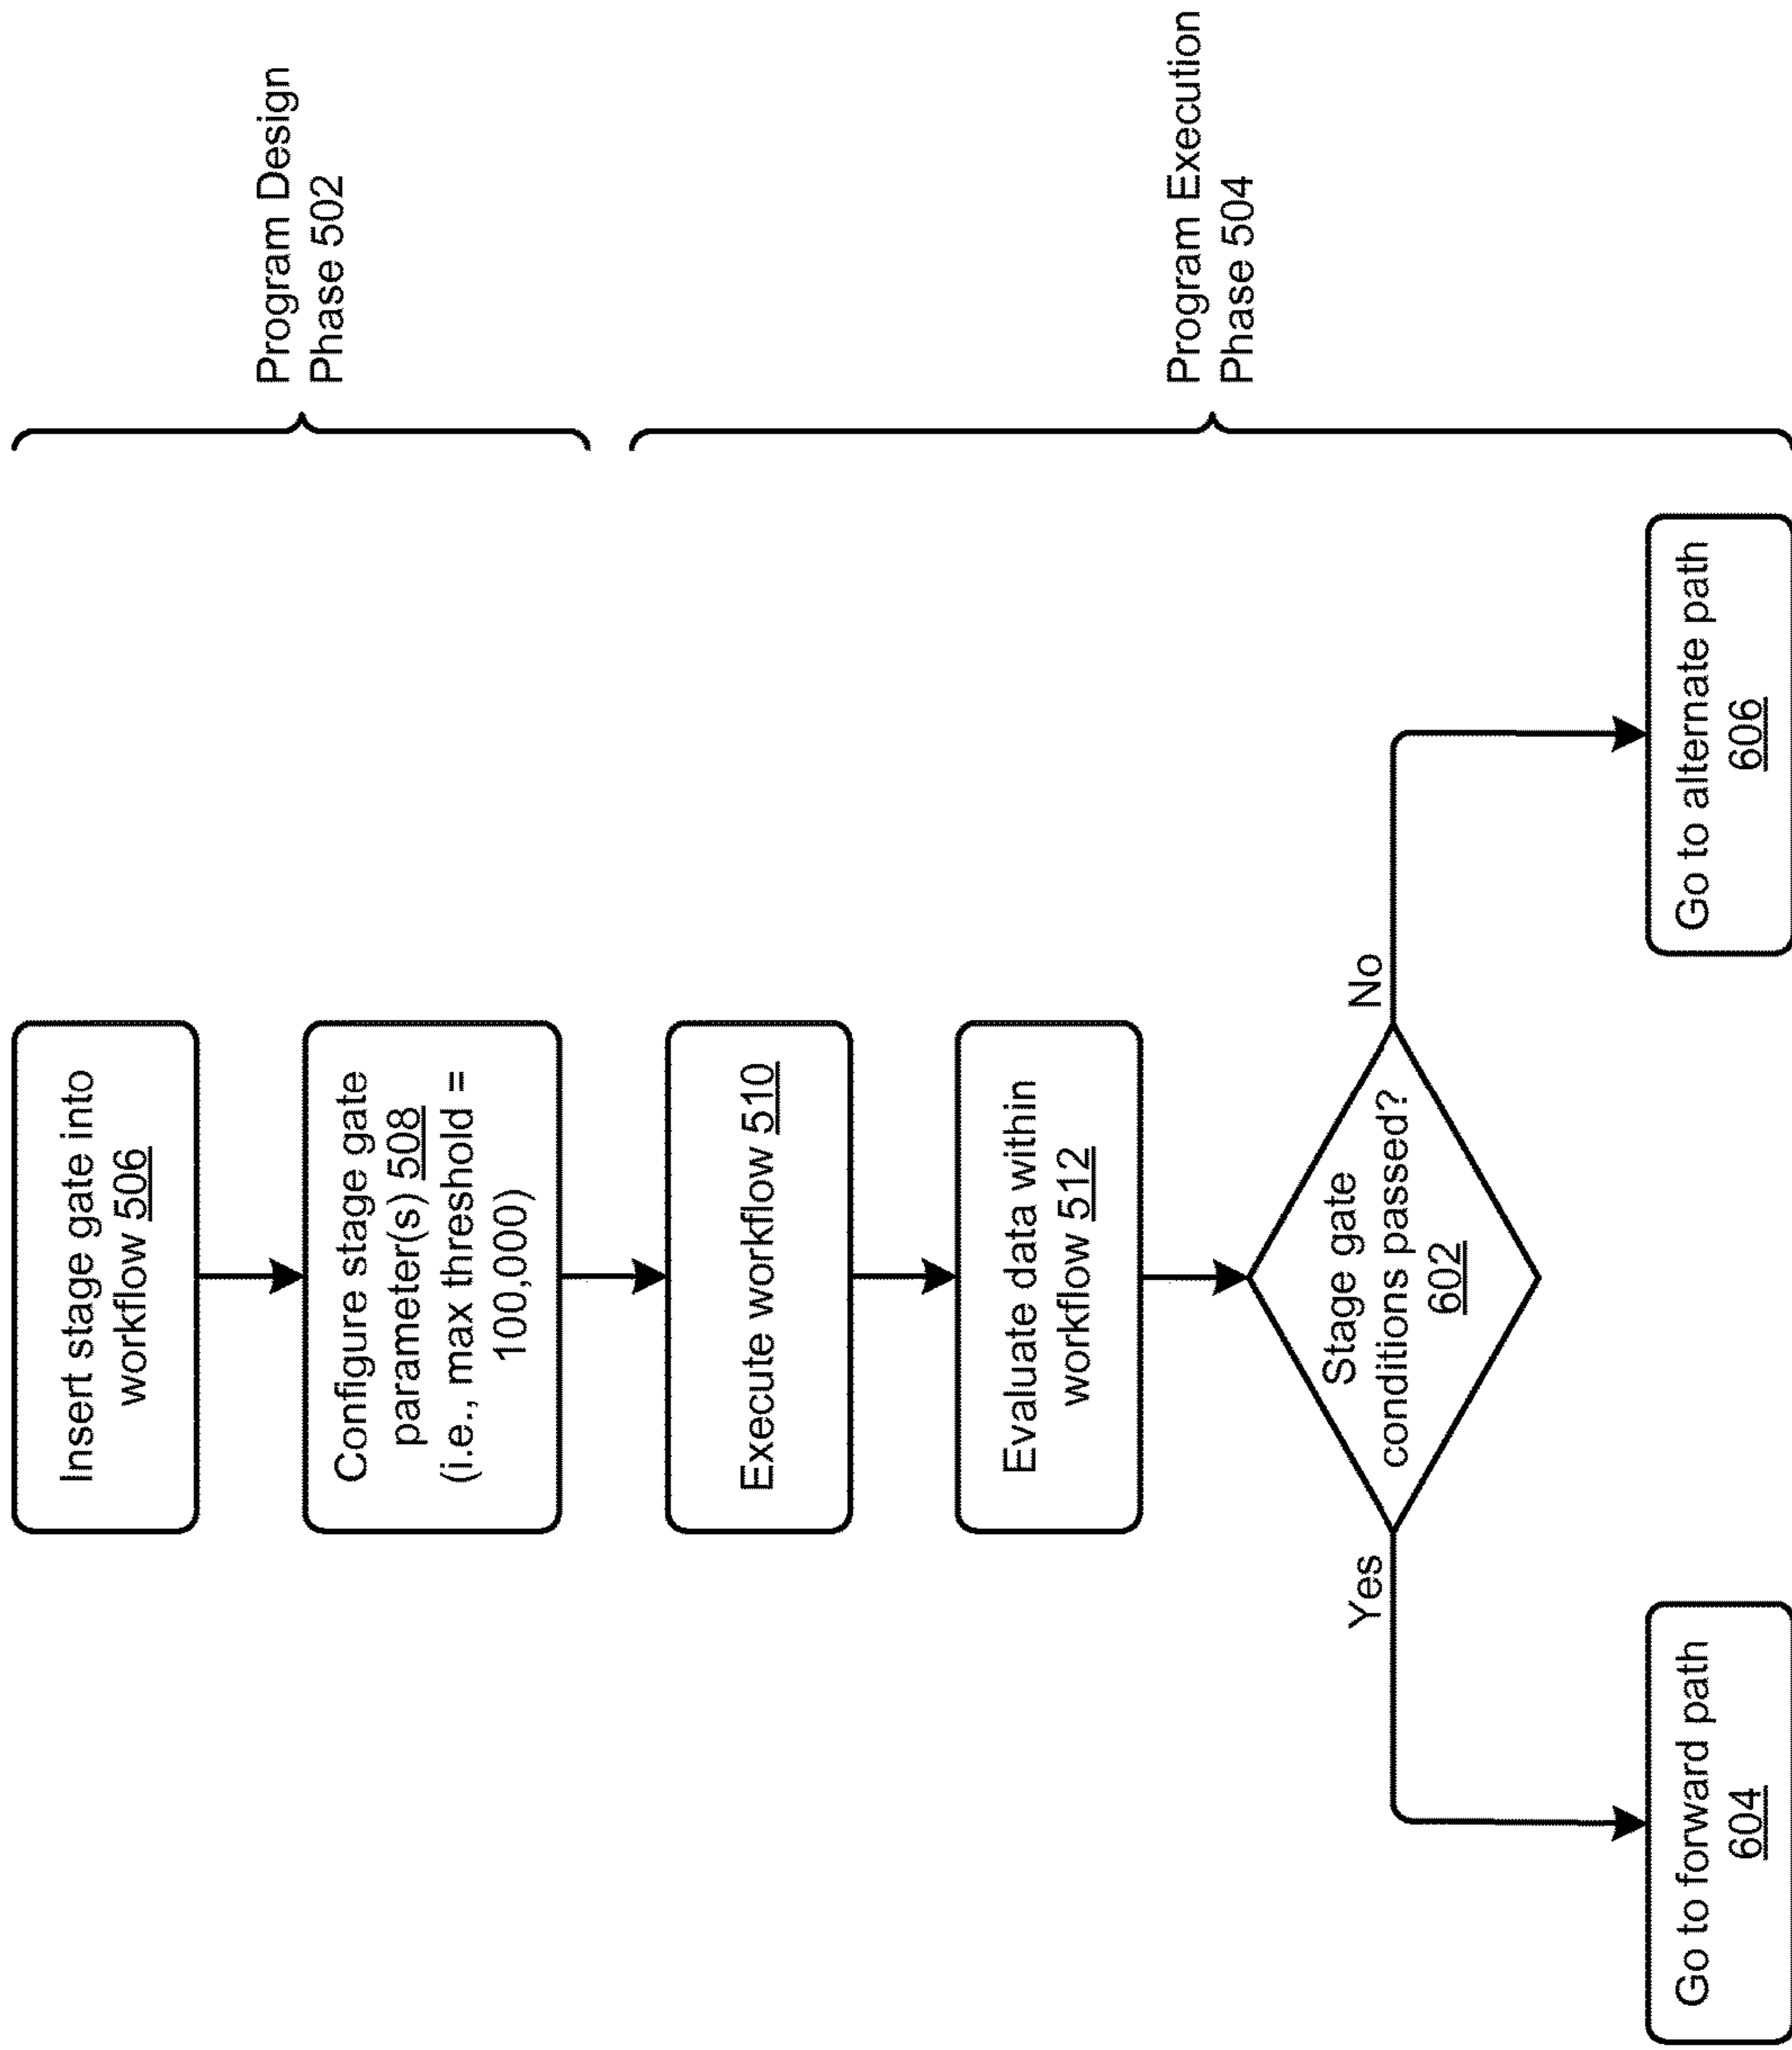 Insert stage gate into
workflow 506
Configure stage gate
parameter(s) 508
(i.e., max threshold =
100,000)
Program Design
Phase 502
Execute workflow 510
Evaluate data within
workflow 512
Stage gate
conditions passed?
602
Yes
No
Go to forward path
604
Go to alternate path
606
Program Execution
Phase 504